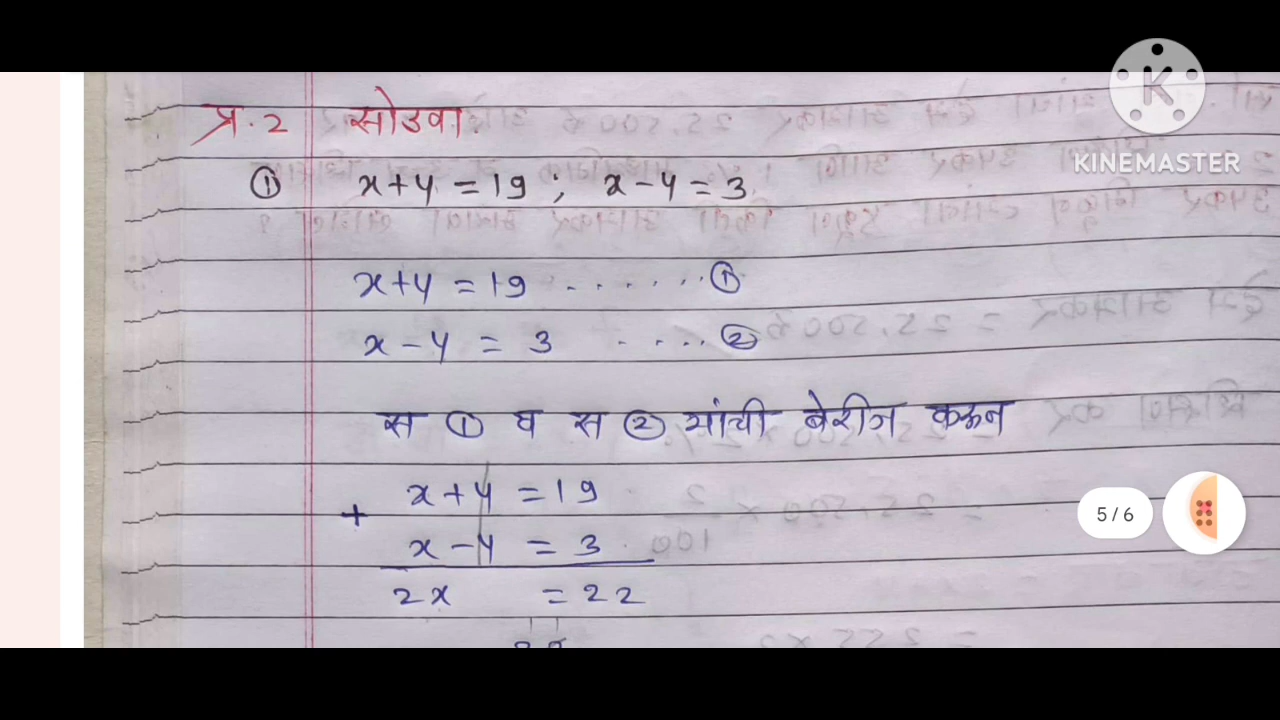 KINEMASTER
प्र.2 सोडवा
① x+y = 19 ; x-y = 3
x+y = 19 ....... ①
x-y = 3 ..... ②
स ① व स ② यांची बेरीज करून
x+y = 19
+
x-y = 3
2x = 22
5/6